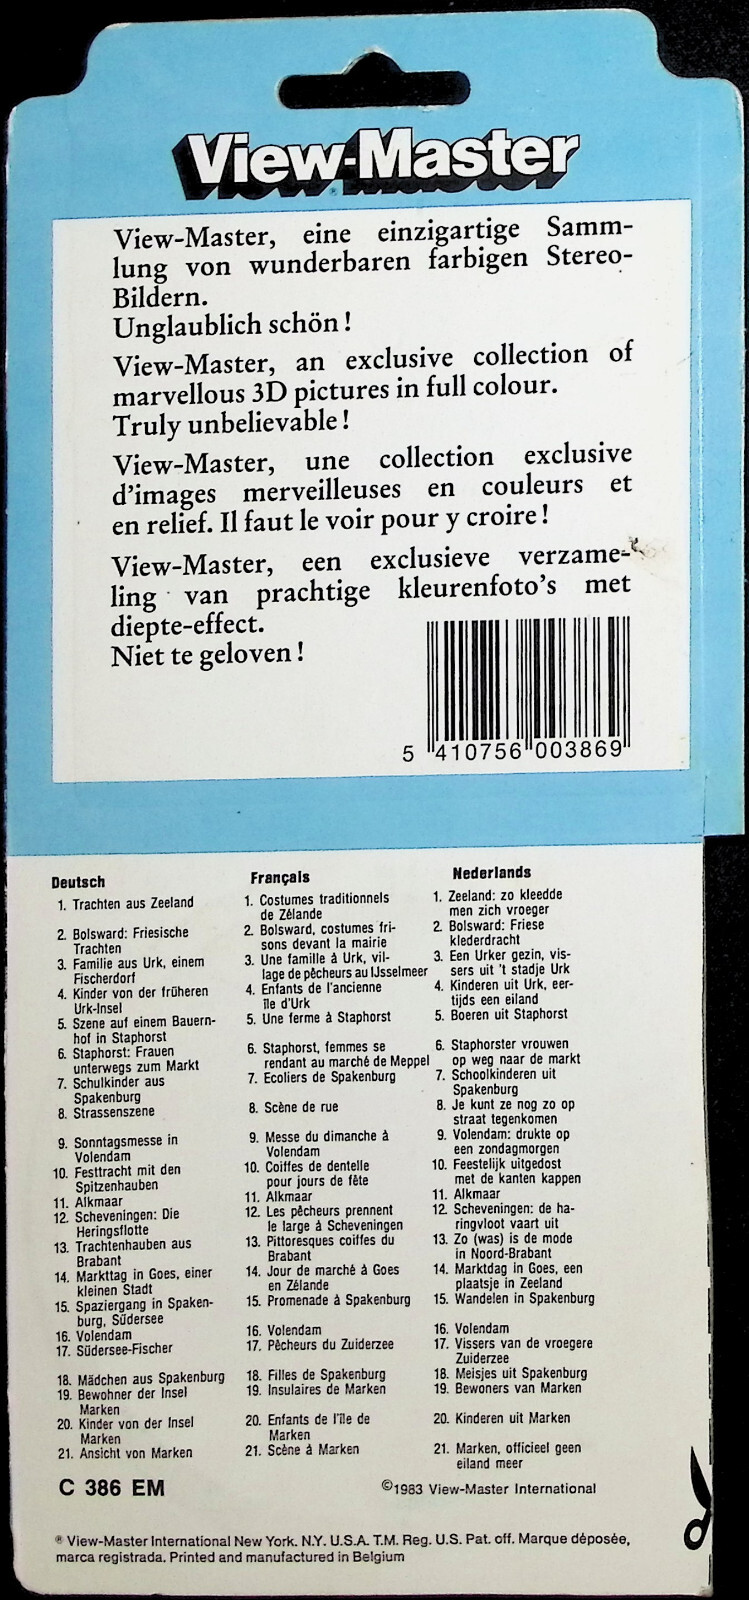 View-Master
View-Master, eine einzigartige Samm-
lung von wunderbaren farbigen Stereo-
Bildern.
Unglaublich schön !
View-Master, an exclusive collection of
marvellous 3D pictures in full colour.
Truly unbelievable !
View-Master, une collection exclusive
d'images merveilleuses en couleurs et
en relief. Il faut le voir pour y croire !
View-Master, een exclusieve verzame-
ling van prachtige kleurenfoto's met
diepte-effect.
Niet te geloven !
5 410756 003869
Deutsch
1. Trachten aus Zeeland
2. Bolsward: Friesische
Trachten
3. Familie aus Urk, einem
Fischerdorf
4. Kinder von der früheren
Urk-Insel
5. Szene auf einem Bauern-
hof in Staphorst
6. Staphorst: Frauen
unterwegs zum Markt
7. Schulkinder aus
Spakenburg
8. Strassenszene
9. Sonntagsmesse in
Volendam
10. Festtracht mit den
Spitzenhauben
11. Alkmaar
12. Scheveningen: Die
Heringsflotte
13. Trachtenhauben aus
Brabant
14. Markttag in Goes, einer
kleinen Stadt
15. Spaziergang in Spaken-
burg, Südersee
16. Volendam
17. Südersee-Fischer
18. Mädchen aus Spakenburg
19. Bewohner der Insel
Marken
20. Kinder von der Insel
Marken
21. Ansicht von Marken
Français
1. Costumes traditionnels
de Zélande
2. Bolsward, costumes fri-
sons devant la mairie
3. Une famille à Urk, vil-
lage de pêcheurs au IJsselmeer
4. Enfants de l'ancienne
île d'Urk
5. Une ferme à Staphorst
6. Staphorst, femmes se
rendant au marché de Meppel
7. Ecoliers de Spakenburg
8. Scène de rue
9. Messe du dimanche à
Volendam
10. Coiffes de dentelle
pour jours de fête
11. Alkmaar
12. Les pêcheurs prennent
le large à Scheveningen
13. Pittoresques coiffes du
Brabant
14. Jour de marché à Goes
en Zélande
15. Promenade à Spakenburg
16. Volendam
17. Pêcheurs du Zuiderzee
18. Filles de Spakenburg
19. Insulaires de Marken
20. Enfants de l'île de
Marken
21. Scène à Marken
Nederlands
1. Zeeland: zo kleedde
men zich vroeger
2. Bolsward: Friese
klederdracht
3. Een Urker gezin, vis-
sers uit 't stadje Urk
4. Kinderen uit Urk, eer-
tijds een eiland
5. Boeren uit Staphorst
6. Staphorster vrouwen
op weg naar de markt
7. Schoolkinderen uit
Spakenburg
8. Je kunt ze nog zo op
straat tegenkomen
9. Volendam: drukte op
een zondagmorgen
10. Feestelijk uitgedost
met de kanten kappen
11. Alkmaar
12. Scheveningen: de ha-
ringvloot vaart uit
13. Zo (was) is de mode
in Noord-Brabant
14. Marktdag in Goes, een
plaatsje in Zeeland
15. Wandelen in Spakenburg
16. Volendam
17. Vissers van de vroegere
Zuiderzee
18. Meisjes uit Spakenburg
19. Bewoners van Marken
20. Kinderen uit Marken
21. Marken, officieel geen
eiland meer
C 386 EM
©1983 View-Master International
® View-Master International New York. N.Y. U.S.A. T.M. Reg. U.S. Pat. off. Marque déposée,
marca registrada. Printed and manufactured in Belgium